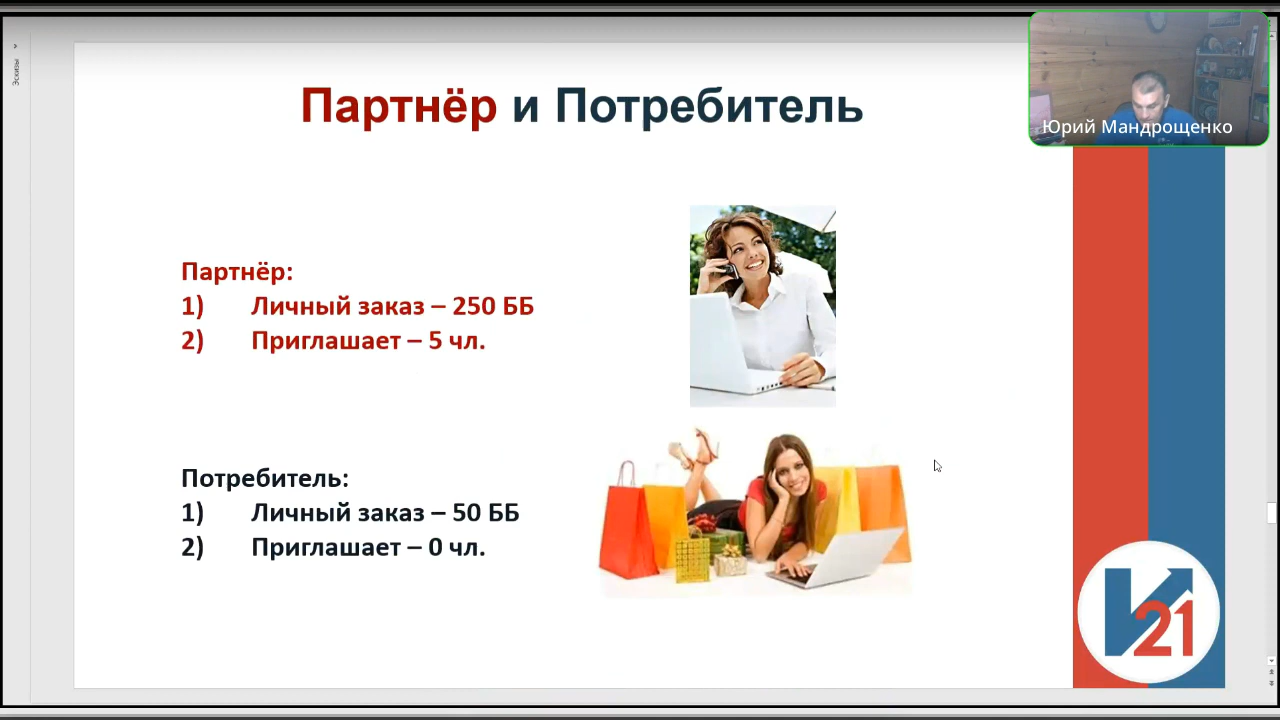 Эскизы
Партнёр и Потребитель
Юрий Мандрощенко
Партнёр:
1) Личный заказ – 250 ББ
2) Приглашает – 5 чл.
Потребитель:
1) Личный заказ – 50 ББ
2) Приглашает – 0 чл.
21